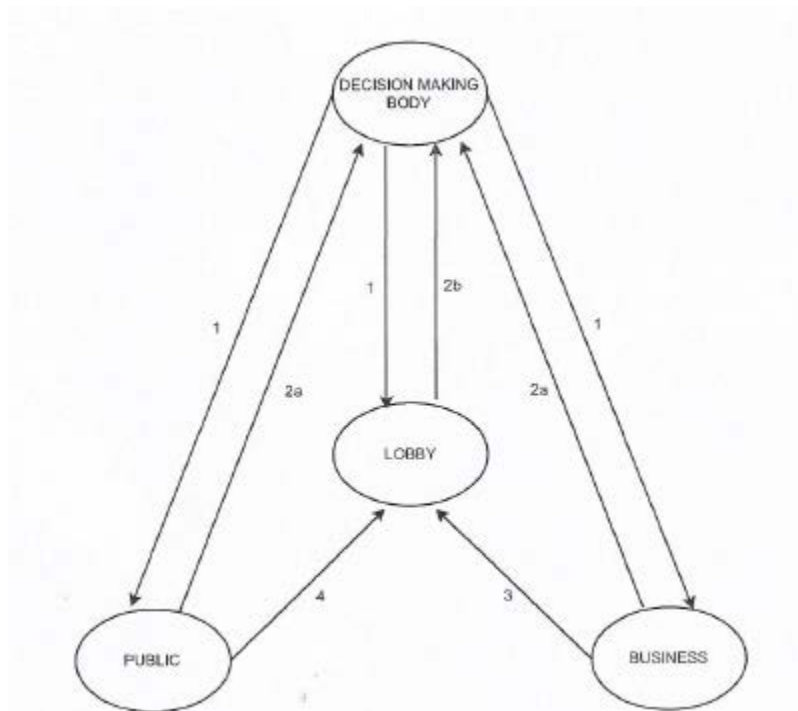 DECISION MAKING
BODY
1
1
2b
1
2a
2a
LOBBY
4
3
PUBLIC
BUSINESS